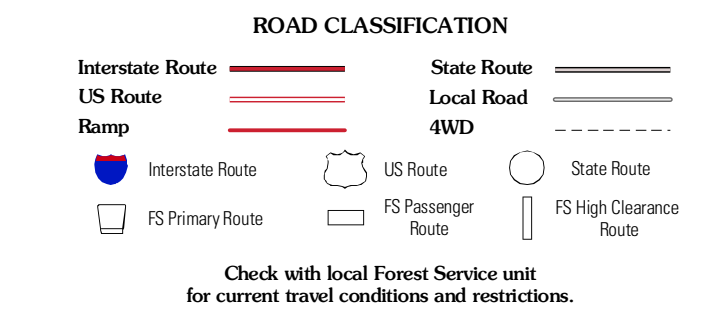 ROAD CLASSIFICATION
Interstate Route
State Route
US Route
Local Road
Ramp
4WD
Interstate Route
US Route
State Route
FS Primary Route
FS Passenger
Route
FS High Clearance
Route
Check with local Forest Service unit
for current travel conditions and restrictions.